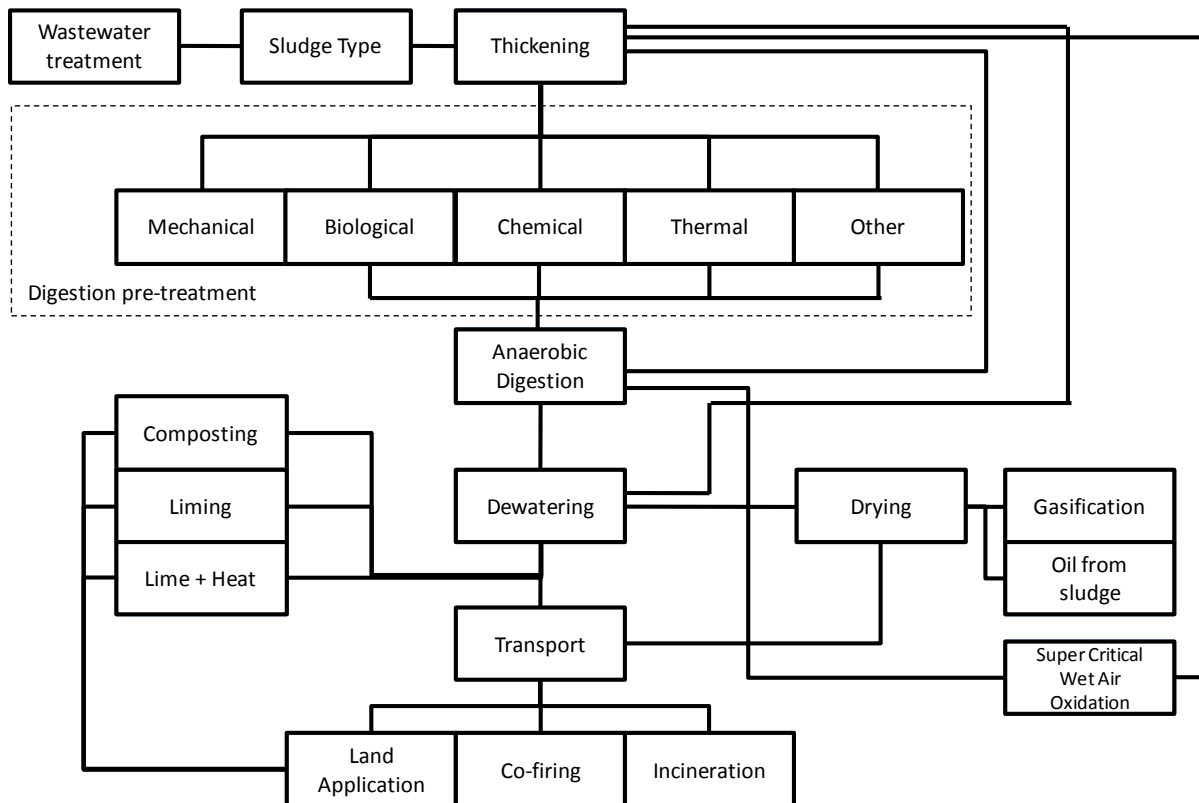 Wastewater
treatment
Sludge Type
Thickening
Mechanical
Biological
Chemical
Thermal
Other
Digestion pre-treatment
Anaerobic
Digestion
Composting
Liming
Lime + Heat
Dewatering
Drying
Gasification
Oil from
sludge
Transport
Super Critical
Wet Air
Oxidation
Land
Application
Co-firing
Incineration